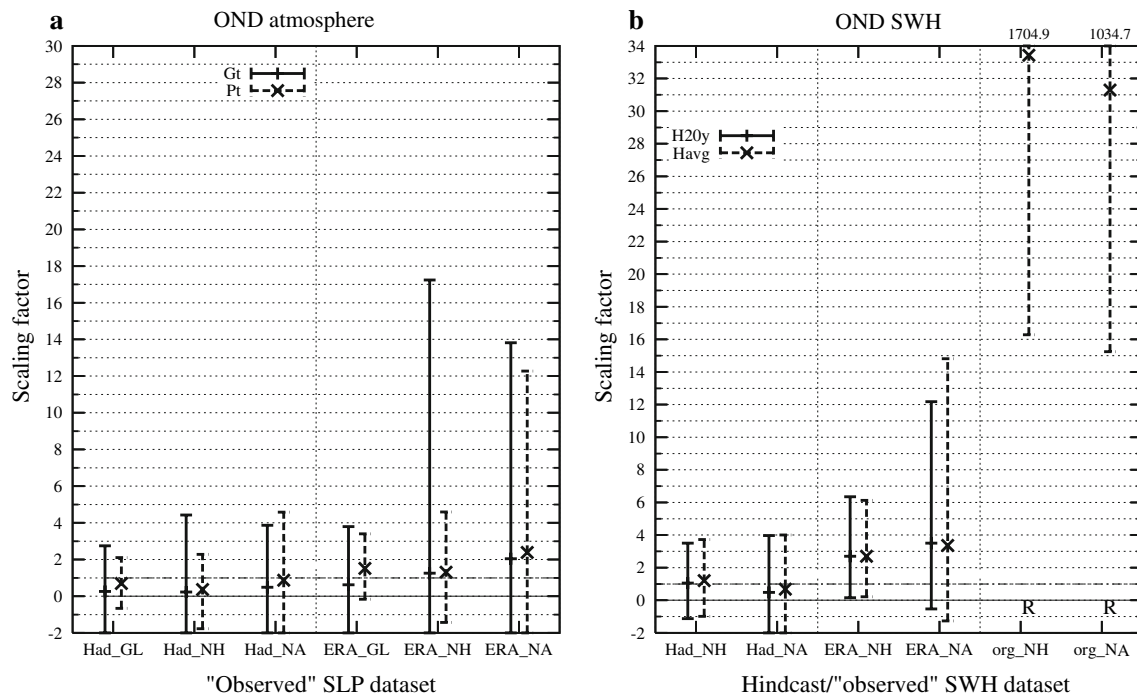 a
OND atmosphere
Scaling factor
30
28
26
24
22
20
18
16
14
12
10
8
6
4
2
0
-2
Gt
Pt
Had_GL
Had_NH
Had_NA
ERA_GL
ERA_NH
ERA_NA
"Observed" SLP dataset
b
OND SWH
1704.9
1034.7
Scaling factor
34
32
30
28
26
24
22
20
18
16
14
12
10
8
6
4
2
0
-2
H20y
Havg
R
R
Had_NH
Had_NA
ERA_NH
ERA_NA
org_NH
org_NA
Hindcast/"observed" SWH dataset